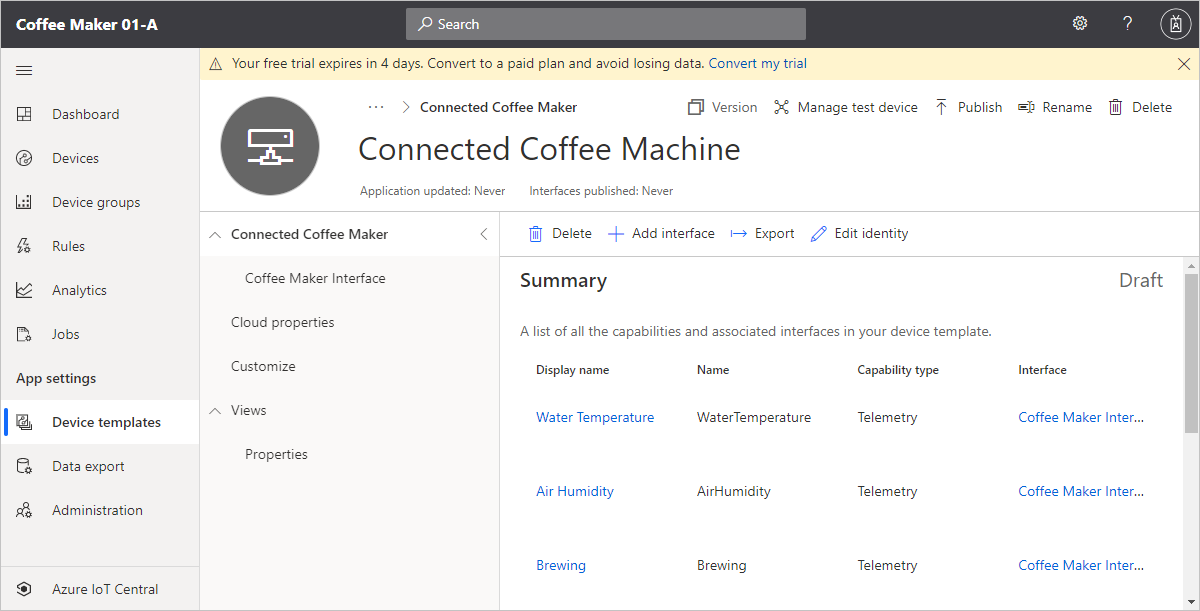 Coffee Maker 01-A
Search
?
Your free trial expires in 4 days. Convert to a paid plan and avoid losing data. Convert my trial
Dashboard
Devices
Device groups
Rules
Analytics
Jobs
App settings
Device templates
Data export
Administration
Azure IoT Central
... > Connected Coffee Maker
Version
Manage test device
Publish
Rename
Delete
Connected Coffee Machine
Application updated: Never
Interfaces published: Never
Connected Coffee Maker
Coffee Maker Interface
Cloud properties
Customize
Views
Properties
Delete
Add interface
Export
Edit identity
Summary
Draft
A list of all the capabilities and associated interfaces in your device template.
Display name Name Capability type Interface
Water Temperature WaterTemperature Telemetry Coffee Maker Inter...
Air Humidity AirHumidity Telemetry Coffee Maker Inter...
Brewing Brewing Telemetry Coffee Maker Inter...